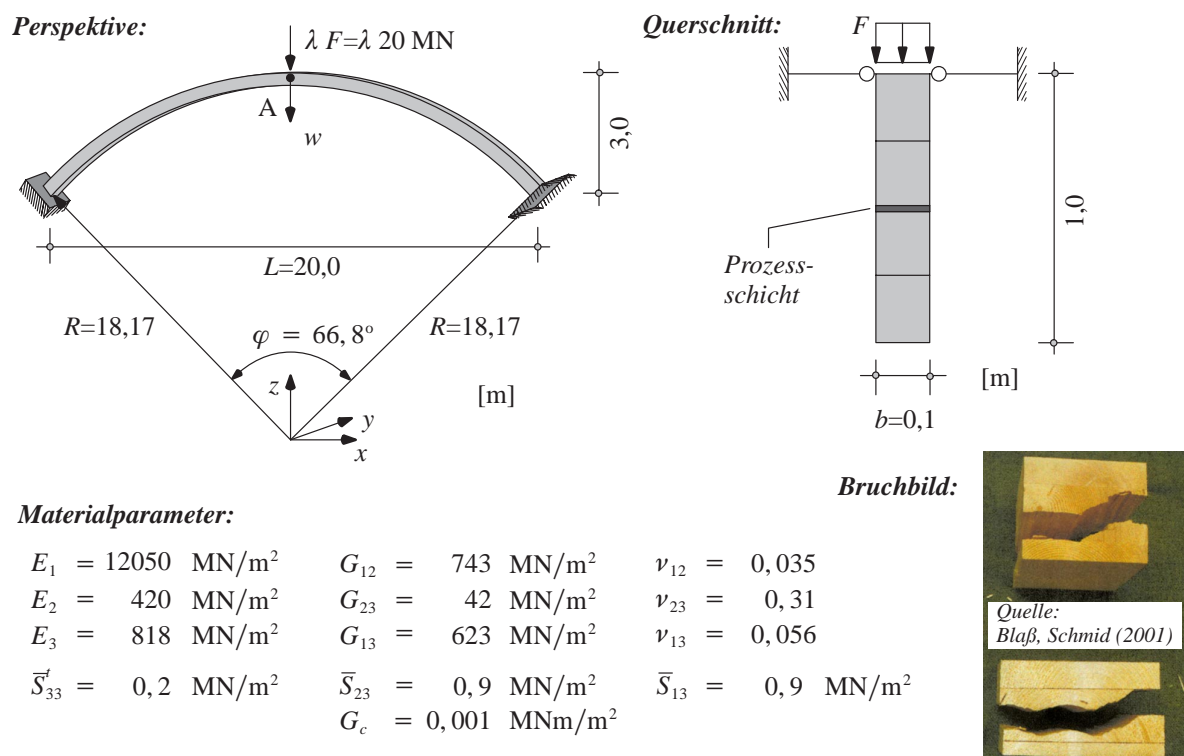 Perspektive:
λ F=λ 20 MN
A
w
3,0
L=20,0
R=18,17
R=18,17
φ = 66,8°
z
y
x
[m]
Querschnitt:
F
Prozess-
schicht
1,0
b=0,1
[m]
Bruchbild:
Quelle:
Blaß, Schmid (2001)
Materialparameter:
E₁ = 12050 MN/m² G₁₂ = 743 MN/m² ν₁₂ = 0,035
E₂ = 420 MN/m² G₂₃ = 42 MN/m² ν₂₃ = 0,31
E₃ = 818 MN/m² G₁₃ = 623 MN/m² ν₁₃ = 0,056
S̅ᵗ₃₃ = 0,2 MN/m² S̅₂₃ = 0,9 MN/m² S̅₁₃ = 0,9 MN/m²
G꜀ = 0,001 MNm/m²